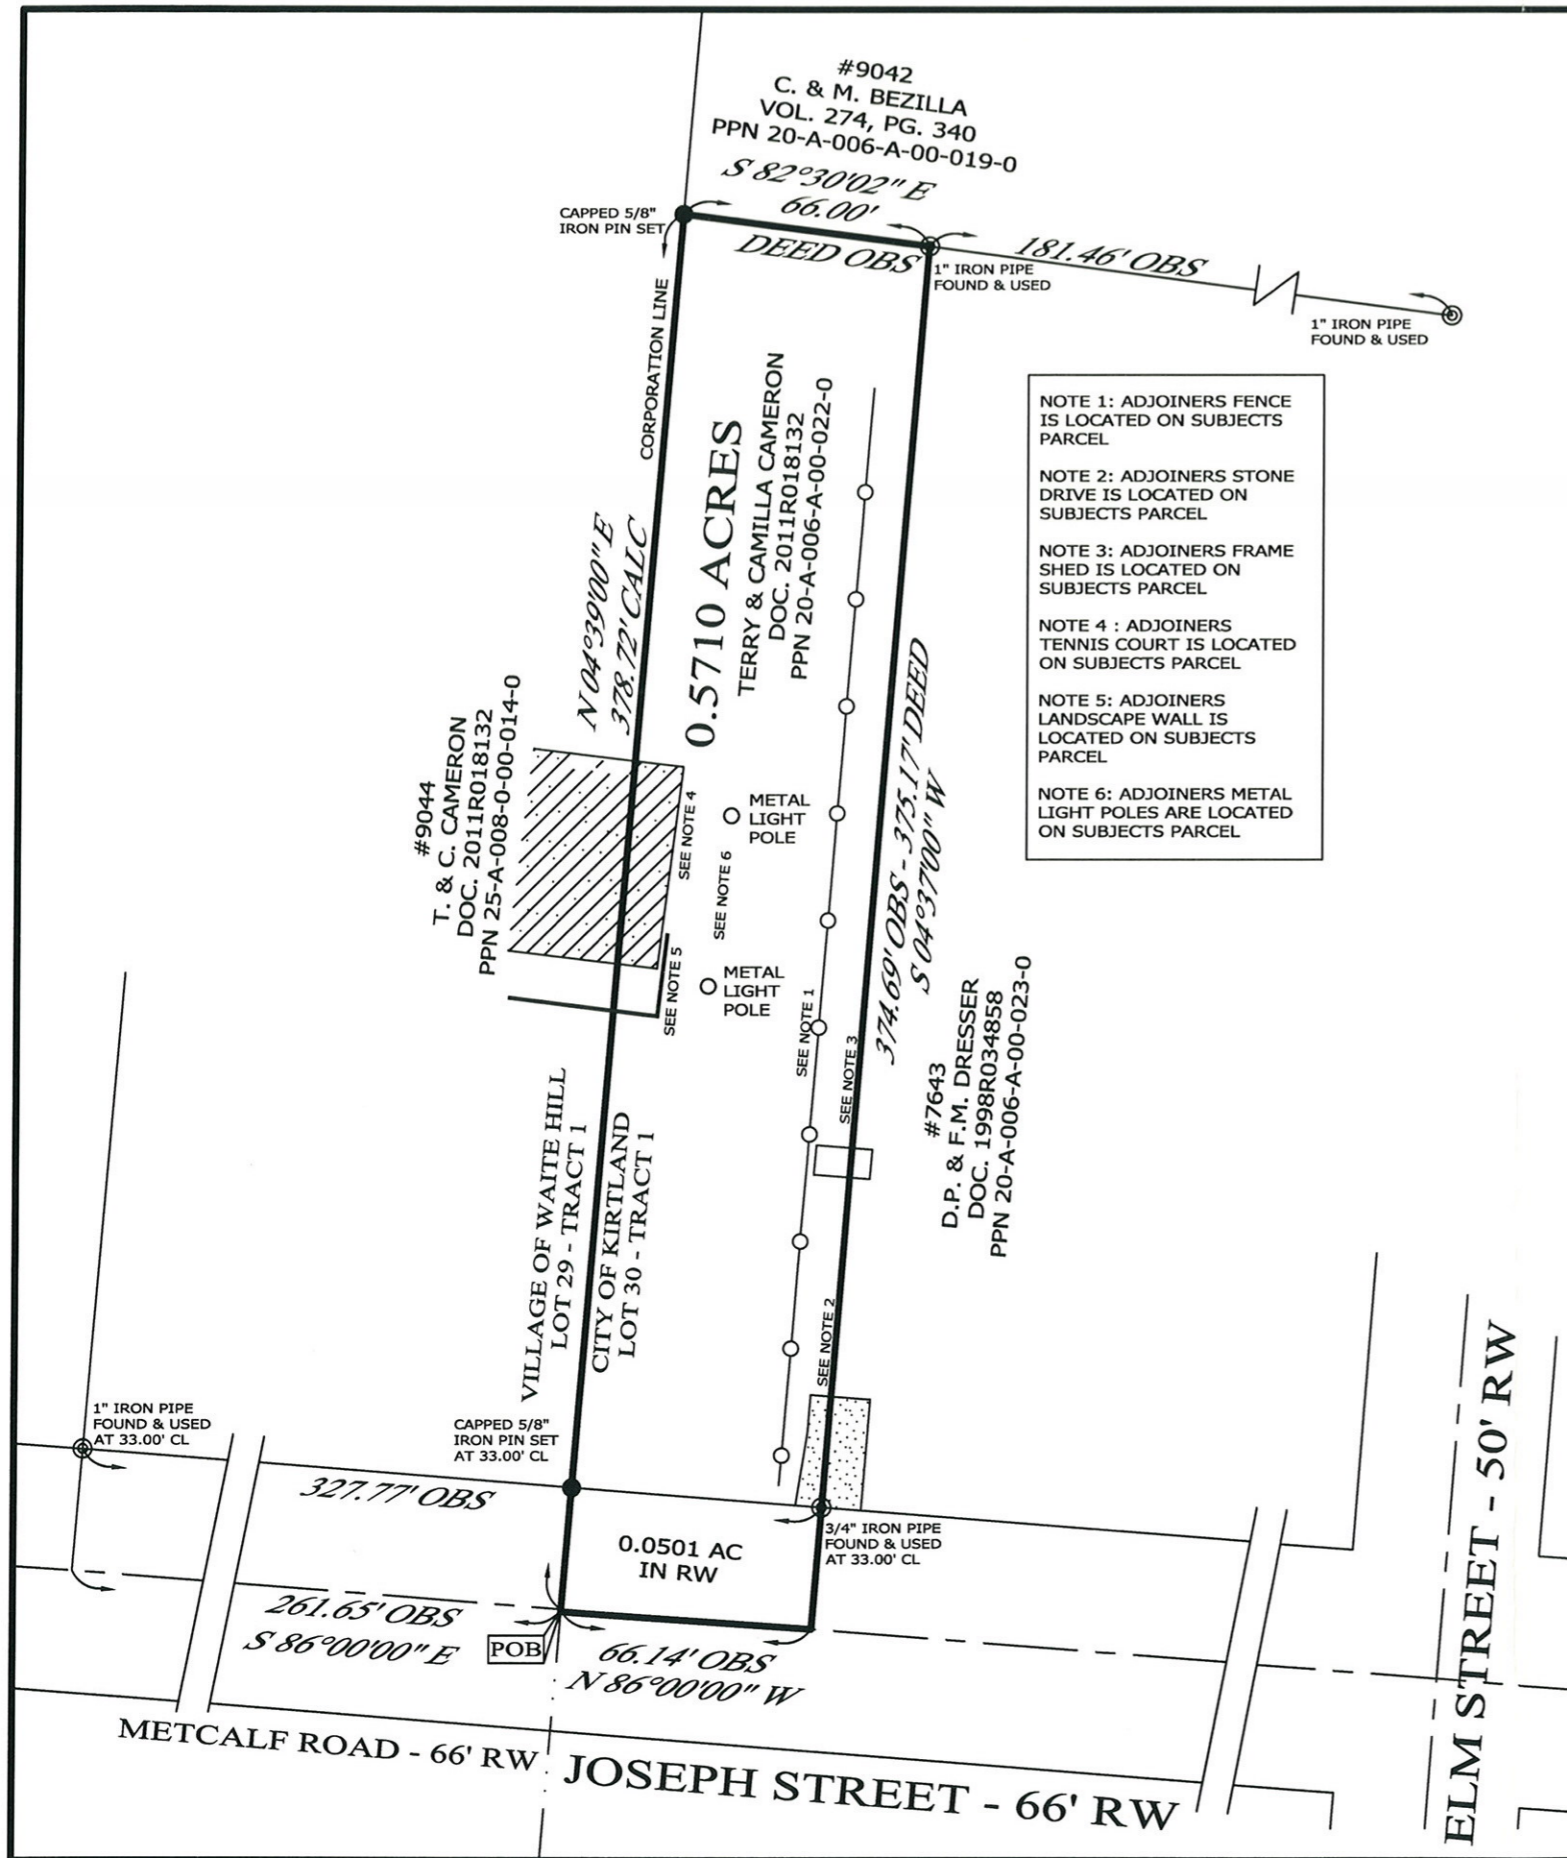 #9042
C. & M. BEZILLA
VOL. 274, PG. 340
PPN 20-A-006-A-00-019-0
S 82°30'02" E
66.00'
DEED OBS
CAPPED 5/8"
IRON PIN SET
1" IRON PIPE
FOUND & USED
181.46' OBS
1" IRON PIPE
FOUND & USED
CORPORATION LINE
NOTE 1: ADJOINERS FENCE
IS LOCATED ON SUBJECTS
PARCEL
NOTE 2: ADJOINERS STONE
DRIVE IS LOCATED ON
SUBJECTS PARCEL
NOTE 3: ADJOINERS FRAME
SHED IS LOCATED ON
SUBJECTS PARCEL
NOTE 4 : ADJOINERS
TENNIS COURT IS LOCATED
ON SUBJECTS PARCEL
NOTE 5: ADJOINERS
LANDSCAPE WALL IS
LOCATED ON SUBJECTS
PARCEL
NOTE 6: ADJOINERS METAL
LIGHT POLES ARE LOCATED
ON SUBJECTS PARCEL
N 04°39'00" E
378.72' CALC
0.5710 ACRES
TERRY & CAMILLA CAMERON
DOC. 2011R018132
PPN 20-A-006-A-00-022-0
374.69' OBS - 375.17' DEED
S 04°37'00" W
#9044
T. & C. CAMERON
DOC. 2011R018132
PPN 25-A-008-0-00-014-0
SEE NOTE 4
METAL
LIGHT
POLE
SEE NOTE 6
SEE NOTE 5
METAL
LIGHT
POLE
SEE NOTE 1
SEE NOTE 3
#7643
D.P. & F.M. DRESSER
DOC. 1998R034858
PPN 20-A-006-A-00-023-0
VILLAGE OF WAITE HILL
LOT 29 - TRACT 1
CITY OF KIRTLAND
LOT 30 - TRACT 1
SEE NOTE 2
1" IRON PIPE
FOUND & USED
AT 33.00' CL
CAPPED 5/8"
IRON PIN SET
AT 33.00' CL
327.77' OBS
0.0501 AC
IN RW
3/4" IRON PIPE
FOUND & USED
AT 33.00' CL
261.65' OBS
S 86°00'00" E
POB
66.14' OBS
N 86°00'00" W
METCALF ROAD - 66' RW
JOSEPH STREET - 66' RW
ELM STREET - 50' RW